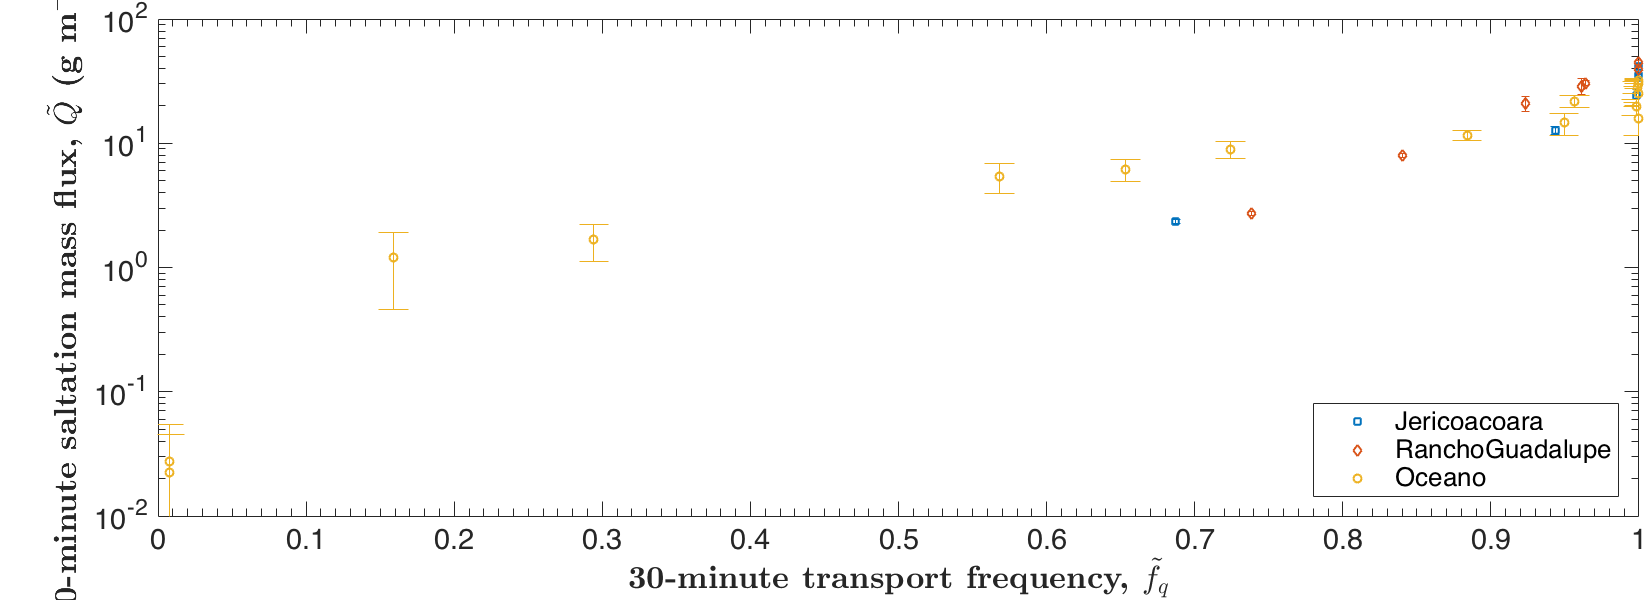 0-minute saltation mass flux, Q̃ (g m⁻
10²
10¹
10⁰
10⁻¹
10⁻²
0 0.1 0.2 0.3 0.4 0.5 0.6 0.7 0.8 0.9 1
30-minute transport frequency, f̃_q
Jericoacoara
RanchoGuadalupe
Oceano